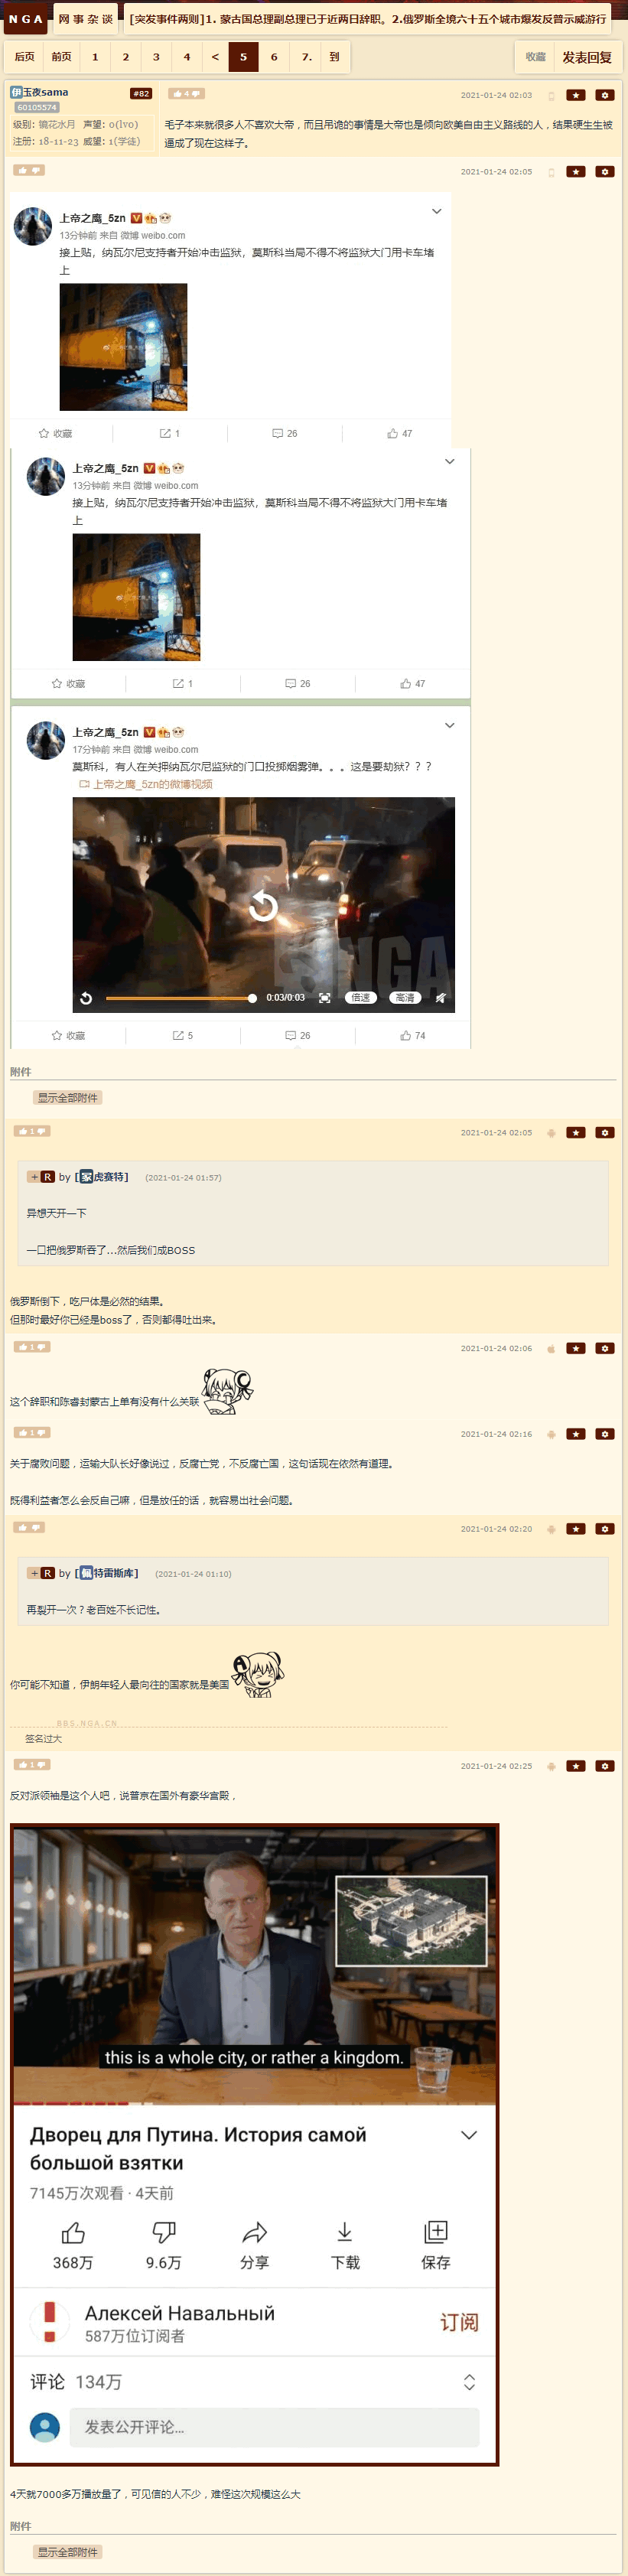 NGA 网事杂谈 [突发事件两则]1. 蒙古国总理副总理已于近两日辞职。2.俄罗斯全境六十五个城市爆发反普示威游行
后页 前页 1 2 3 4 < 5 6 7. 到 收藏 发表回复
伊玉夜sama #82
60105574
级别: 镜花水月 声望: 0(lv0)
注册: 18-11-23 威望: 1(学徒)
4 2021-01-24 02:03
毛子本来就很多人不喜欢大帝，而且吊诡的事情是大帝也是倾向欧美自由主义路线的人，结果硬生生被
逼成了现在这样子。
2021-01-24 02:05
上帝之鹰_5zn
13分钟前 来自 微博 weibo.com
接上贴，纳瓦尔尼支持者开始冲击监狱，莫斯科当局不得不将监狱大门用卡车堵
上
收藏 1 26 47
上帝之鹰_5zn
13分钟前 来自 微博 weibo.com
接上贴，纳瓦尔尼支持者开始冲击监狱，莫斯科当局不得不将监狱大门用卡车堵
上
收藏 1 26 47
上帝之鹰_5zn
17分钟前 来自 微博 weibo.com
莫斯科，有人在关押纳瓦尔尼监狱的门口投掷烟雾弹。。。这是要劫狱？？？
上帝之鹰_5zn的微博视频
NGA
0:03/0:03 倍速 高清
收藏 5 26 74
附件
显示全部附件
1 2021-01-24 02:05
+ R by [虎赛特] (2021-01-24 01:57)
异想天开一下
一口把俄罗斯吞了...然后我们成BOSS
俄罗斯倒下，吃尸体是必然的结果。
但那时最好你已经是boss了，否则都得吐出来。
1 2021-01-24 02:06
这个辞职和陈睿封蒙古上单有没有什么关联
1 2021-01-24 02:16
关于腐败问题，运输大队长好像说过，反腐亡党，不反腐亡国，这句话现在依然有道理。
既得利益者怎么会反自己嘛，但是放任的话，就容易出社会问题。
2021-01-24 02:20
+ R by [特雷斯库] (2021-01-24 01:10)
再裂开一次？老百姓不长记性。
你可能不知道，伊朗年轻人最向往的国家就是美国
BBS.NGA.CN
签名过大
1 2021-01-24 02:25
反对派领袖是这个人吧，说普京在国外有豪华宫殿，
this is a whole city, or rather a kingdom.
Дворец для Путина. История самой
большой взятки
7145万次观看 · 4天前
368万 9.6万 分享 下载 保存
Алексей Навальный
587万位订阅者
订阅
评论 134万
发表公开评论...
4天就7000多万播放量了，可见信的人不少，难怪这次规模这么大
附件
显示全部附件